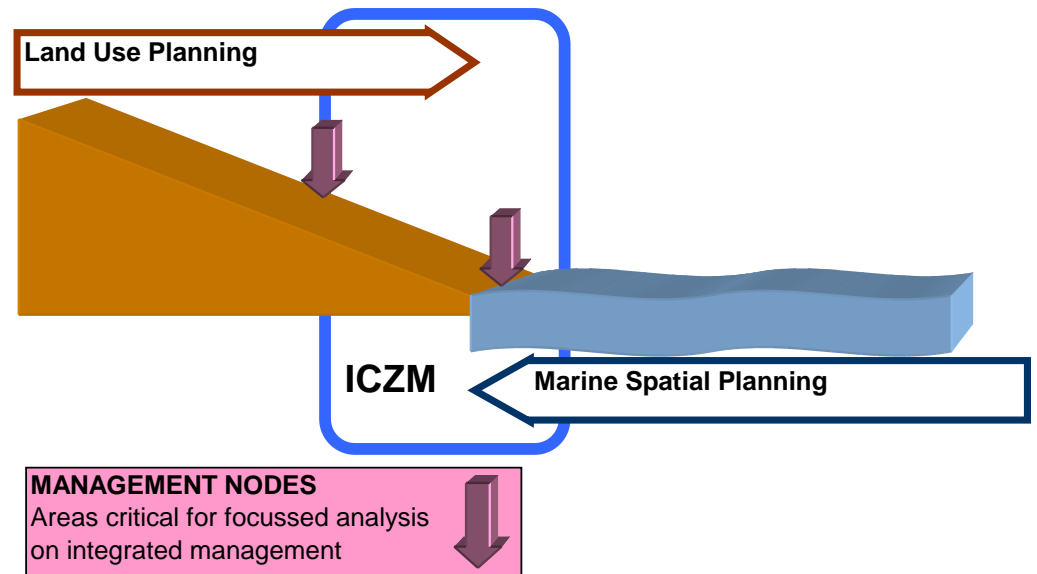 Land Use Planning
ICZM
Marine Spatial Planning
MANAGEMENT NODES
Areas critical for focussed analysis
on integrated management